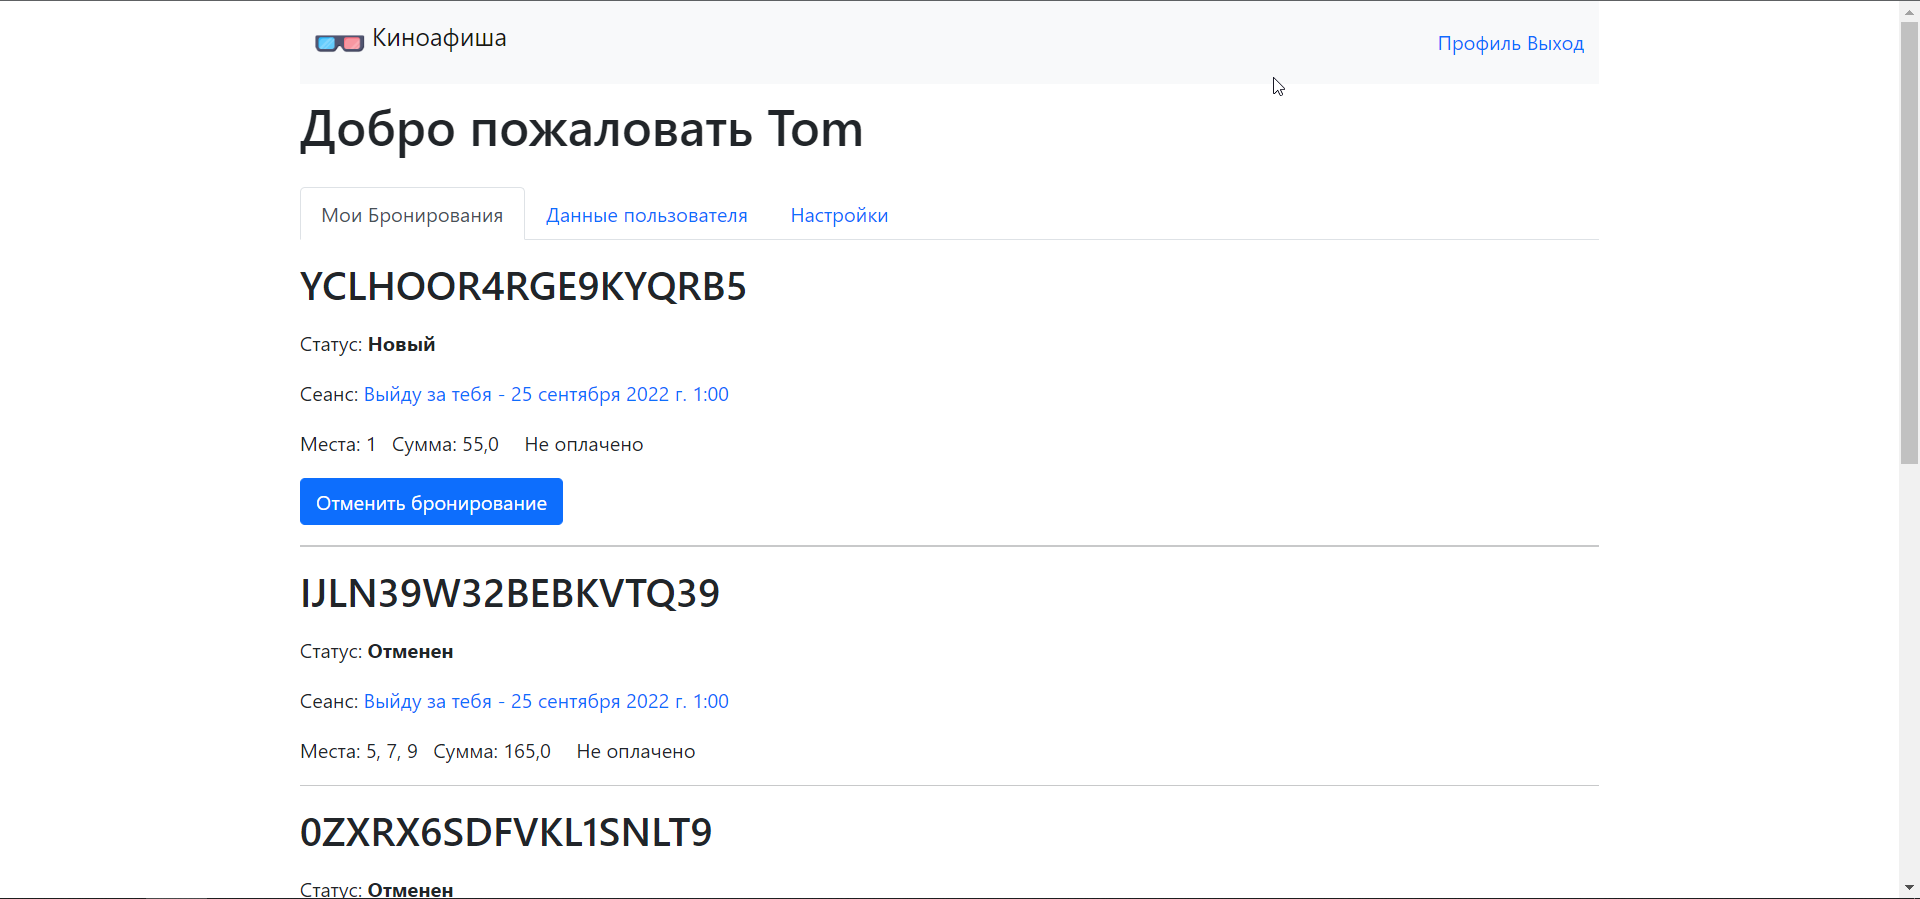 Киноафиша
Профиль Выход
Добро пожаловать Tom
Мои Бронирования Данные пользователя Настройки
YCLHOOR4RGE9KYQRB5
Статус: Новый
Сеанс: Выйду за тебя - 25 сентября 2022 г. 1:00
Места: 1 Сумма: 55,0 Не оплачено
Отменить бронирование
IJLN39W32BEBKVTQ39
Статус: Отменен
Сеанс: Выйду за тебя - 25 сентября 2022 г. 1:00
Места: 5, 7, 9 Сумма: 165,0 Не оплачено
0ZXRX6SDFVKL1SNLT9
Статус: Отменен